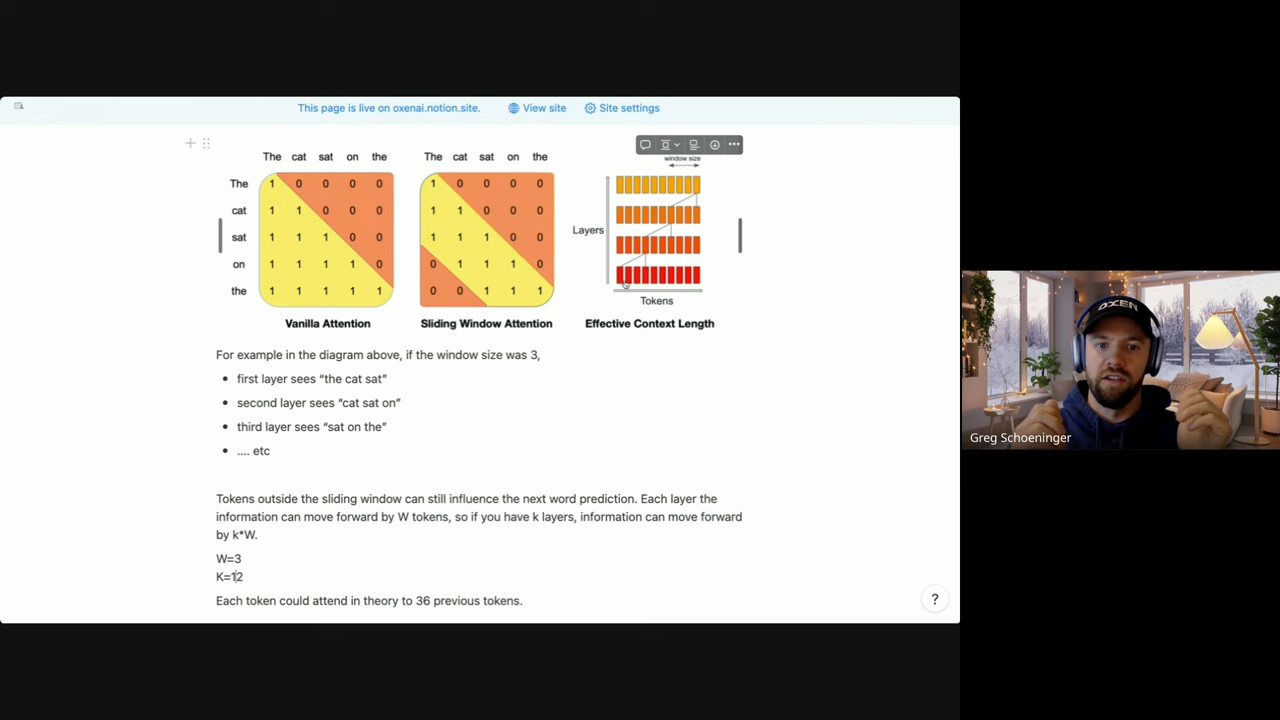 This page is live on oxenai.notion.site. View site Site settings
The cat sat on the The cat sat on the window size
The 1 0 0 0 0 1 0 0 0 0
cat 1 1 0 0 0 1 1 0 0 0
sat 1 1 1 0 0 1 1 1 0 0 Layers
on 1 1 1 1 0 0 1 1 1 0
the 1 1 1 1 1 0 0 1 1 1
Tokens
Vanilla Attention Sliding Window Attention Effective Context Length
For example in the diagram above, if the window size was 3,
first layer sees “the cat sat”
second layer sees “cat sat on”
third layer sees “sat on the”
.... etc
Tokens outside the sliding window can still influence the next word prediction. Each layer the
information can move forward by W tokens, so if you have k layers, information can move forward
by k*W.
W=3
K=12
Each token could attend in theory to 36 previous tokens.
?
OXEN
Greg Schoeninger